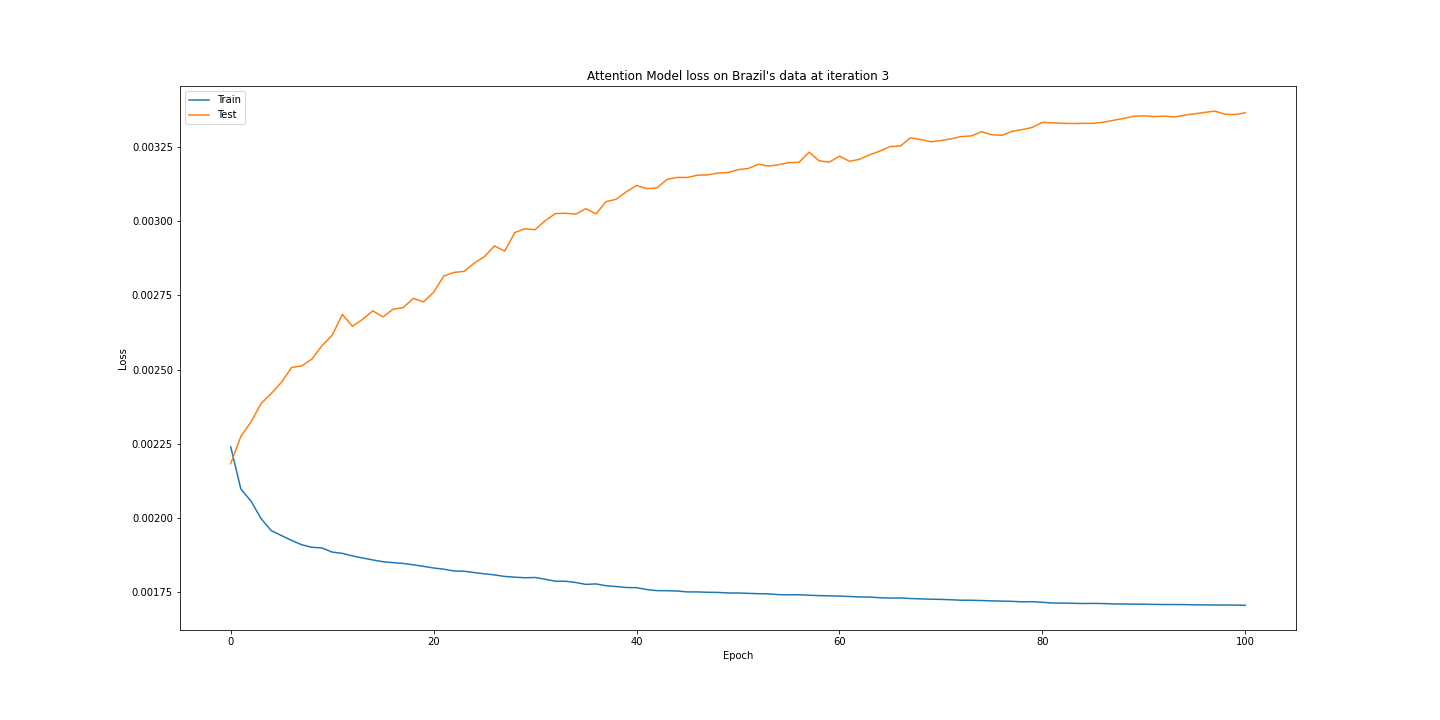 Attention Model loss on Brazil's data at iteration 3
Train
Test
0.00325
0.00300
0.00275
0.00250
0.00225
0.00200
0.00175
Loss
0 20 40 60 80 100
Epoch